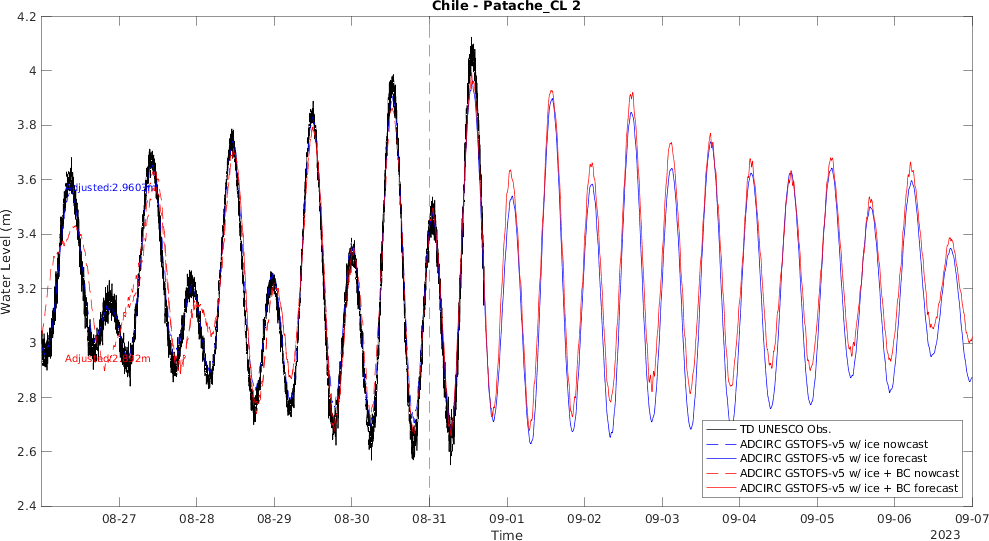 Chile - Patache_CL 2
Water Level (m)
4.2
4
3.8
3.6
3.4
3.2
3
2.8
2.6
2.4
Adjusted:2.9603m
TD UNESCO Obs.
ADCIRC GSTOFS-v5 w/ ice nowcast
ADCIRC GSTOFS-v5 w/ ice forecast
ADCIRC GSTOFS-v5 w/ ice + BC nowcast
ADCIRC GSTOFS-v5 w/ ice + BC forecast
08-27 08-28 08-29 08-30 08-31 09-01 09-02 09-03 09-04 09-05 09-06 09-07
Time
2023